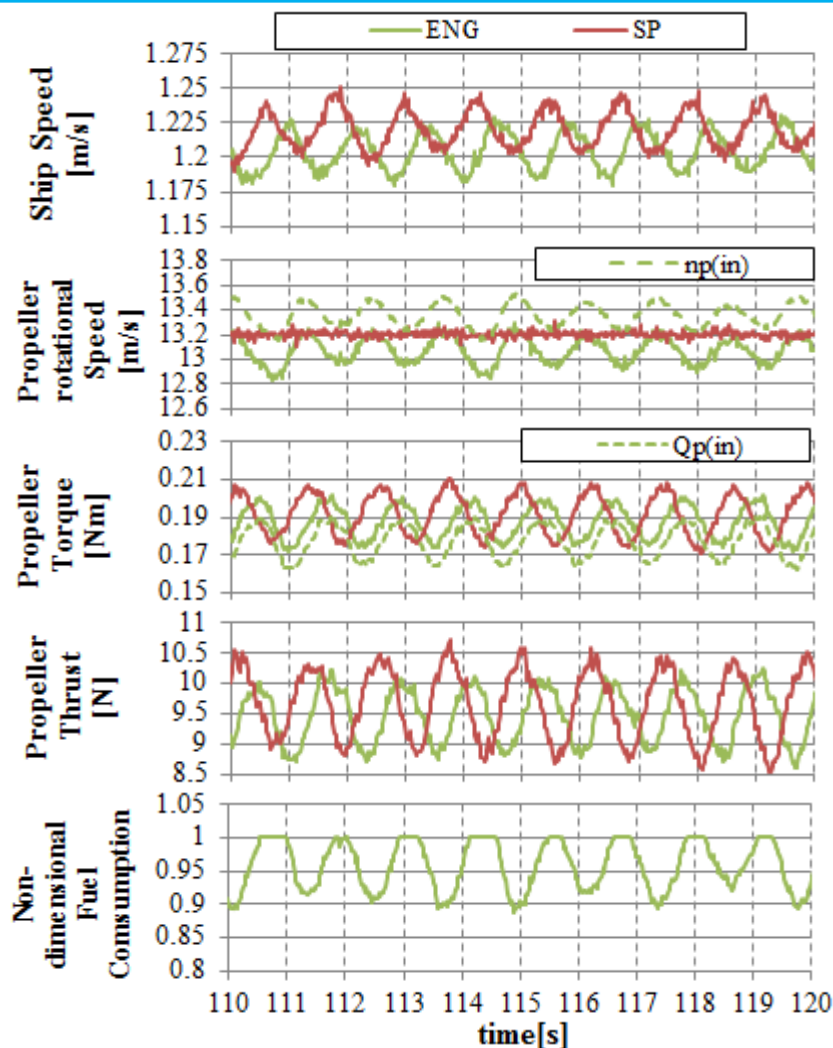 ENG SP
1.275
1.25
1.225
1.2
1.175
1.15
Ship Speed
[m/s]
np(in)
13.8
13.6
13.4
13.2
13
12.8
12.6
Propeller
rotational
Speed
[m/s]
Qp(in)
0.23
0.21
0.19
0.17
0.15
Propeller
Torque
[Nm]
11
10.5
10
9.5
9
8.5
Propeller
Thrust
[N]
1.05
1
0.95
0.9
0.85
0.8
Non-
dimensional
Fuel
Comsumption
110 111 112 113 114 115 116 117 118 119 120
time[s]